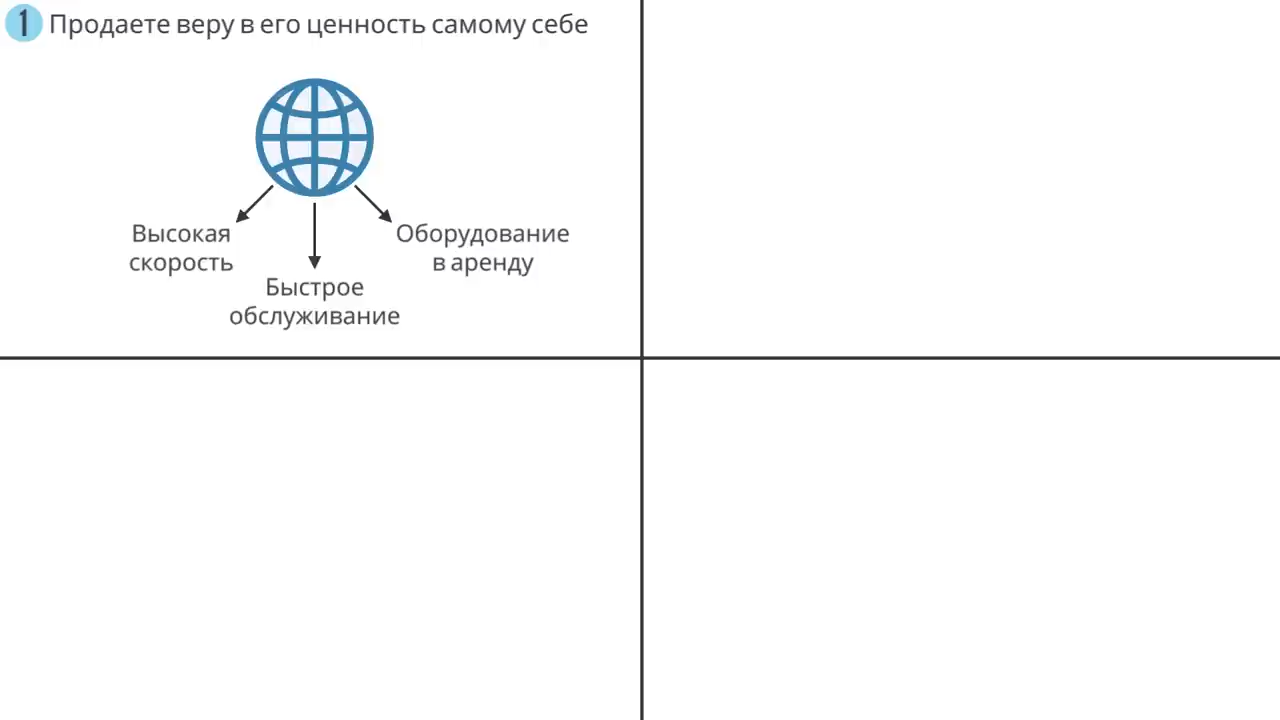 1 Продаете веру в его ценность самому себе
Высокая
скорость
Быстрое
обслуживание
Оборудование
в аренду